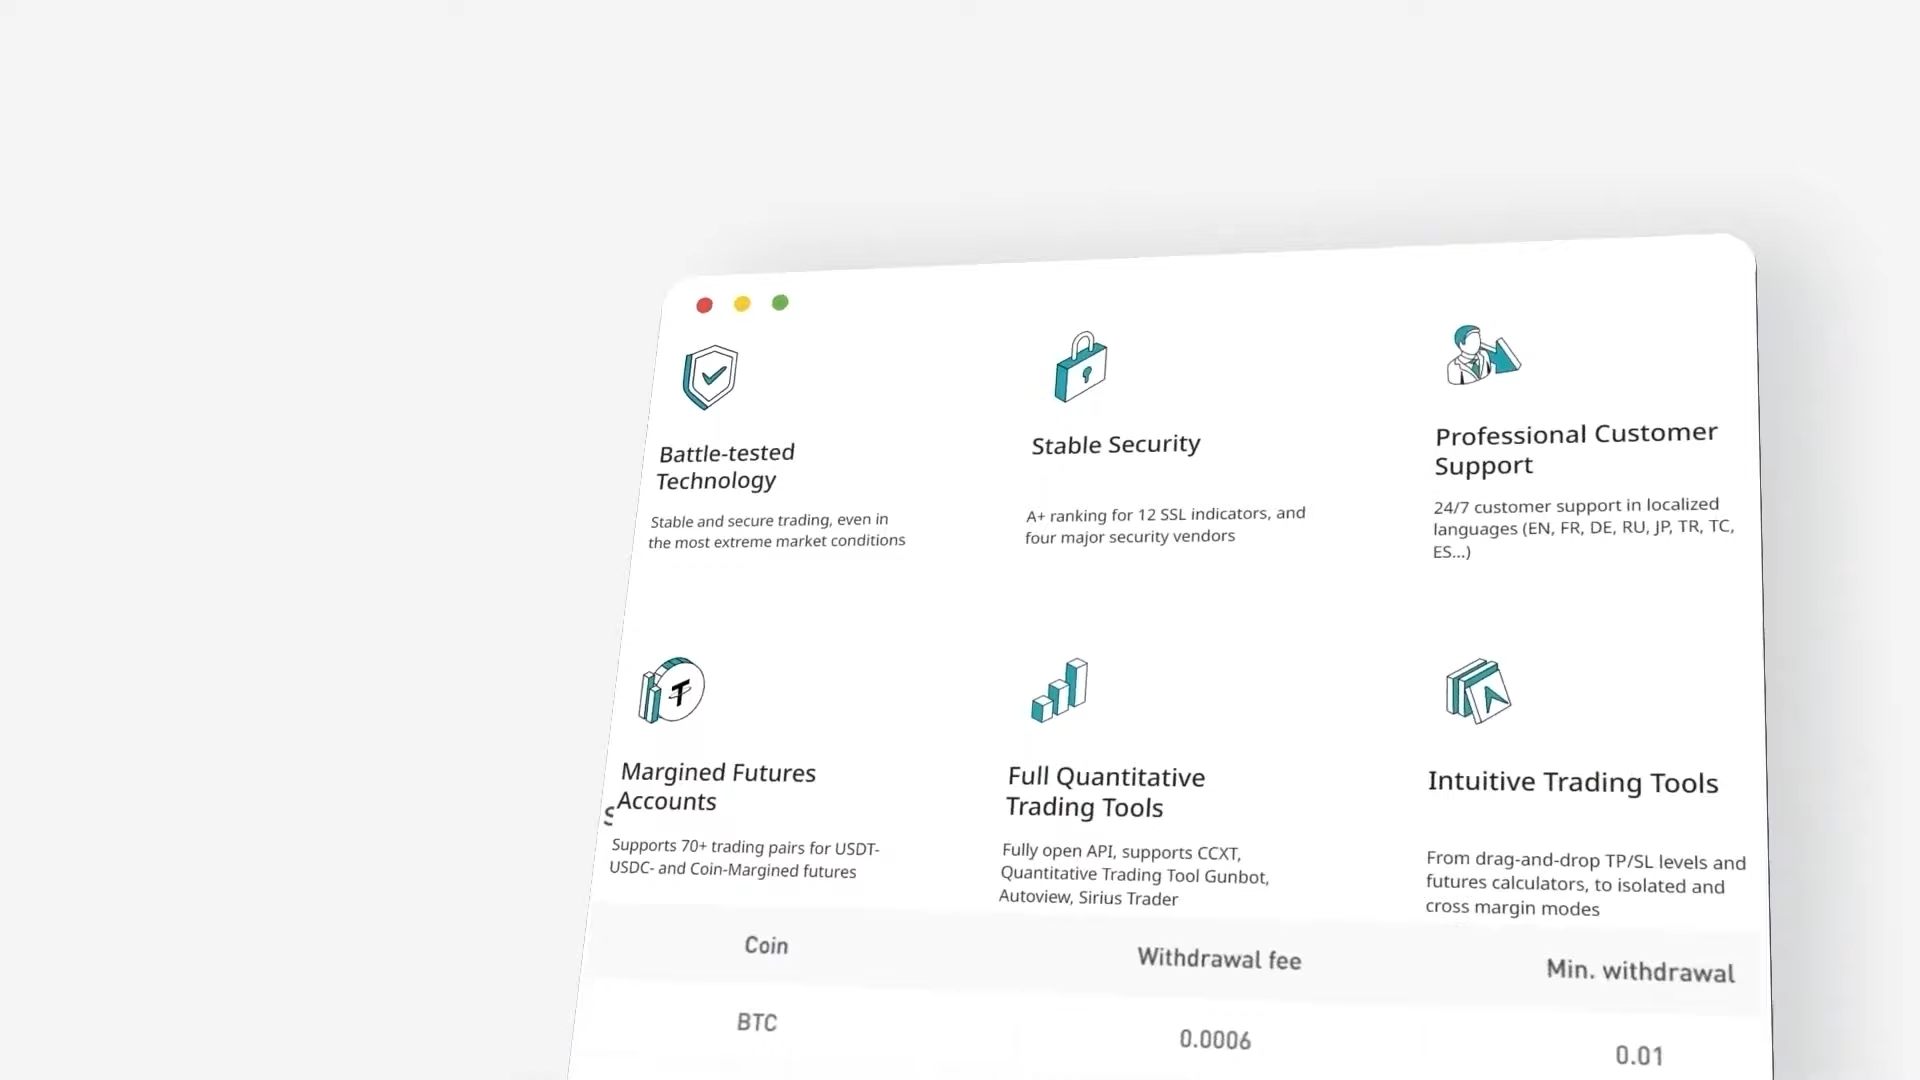 Battle-tested
Technology
Stable and secure trading, even in
the most extreme market conditions
Stable Security
A+ ranking for 12 SSL indicators, and
four major security vendors
Professional Customer
Support
24/7 customer support in localized
languages (EN, FR, DE, RU, JP, TR, TC,
ES...)
Margined Futures
Accounts
Supports 70+ trading pairs for USDT-
USDC- and Coin-Margined futures
Full Quantitative
Trading Tools
Fully open API, supports CCXT,
Quantitative Trading Tool Gunbot,
Autoview, Sirius Trader
Intuitive Trading Tools
From drag-and-drop TP/SL levels and
futures calculators, to isolated and
cross margin modes
Coin Withdrawal fee Min. withdrawal
BTC 0.0006 0.01